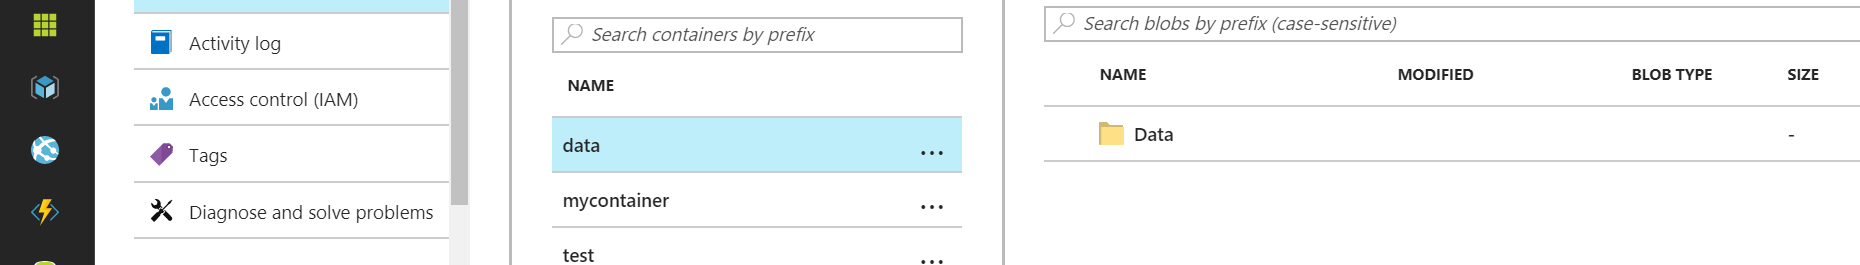 Activity log
Access control (IAM)
Tags
Diagnose and solve problems
Search containers by prefix
NAME
data ...
mycontainer ...
test ...
Search blobs by prefix (case-sensitive)
NAME MODIFIED BLOB TYPE SIZE
Data -